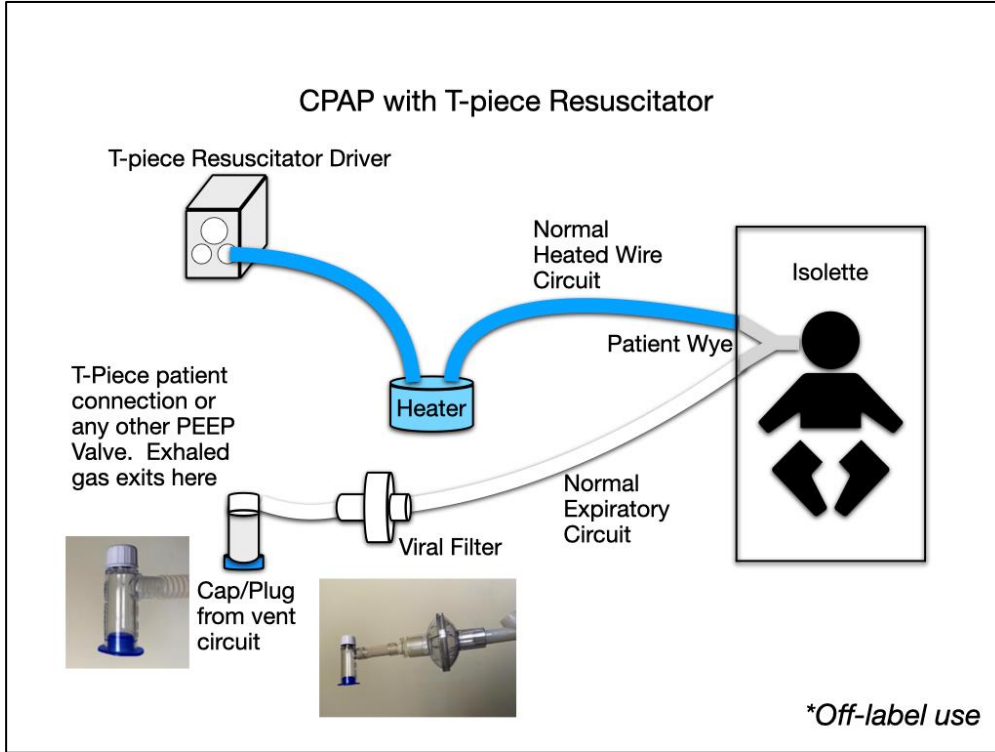 CPAP with T-piece Resuscitator
T-piece Resuscitator Driver
Normal
Heated Wire
Circuit
Isolette
Patient Wye
T-Piece patient
connection or
any other PEEP
Valve.  Exhaled
gas exits here
Heater
Normal
Expiratory
Circuit
Viral Filter
Cap/Plug
from vent
circuit
*Off-label use